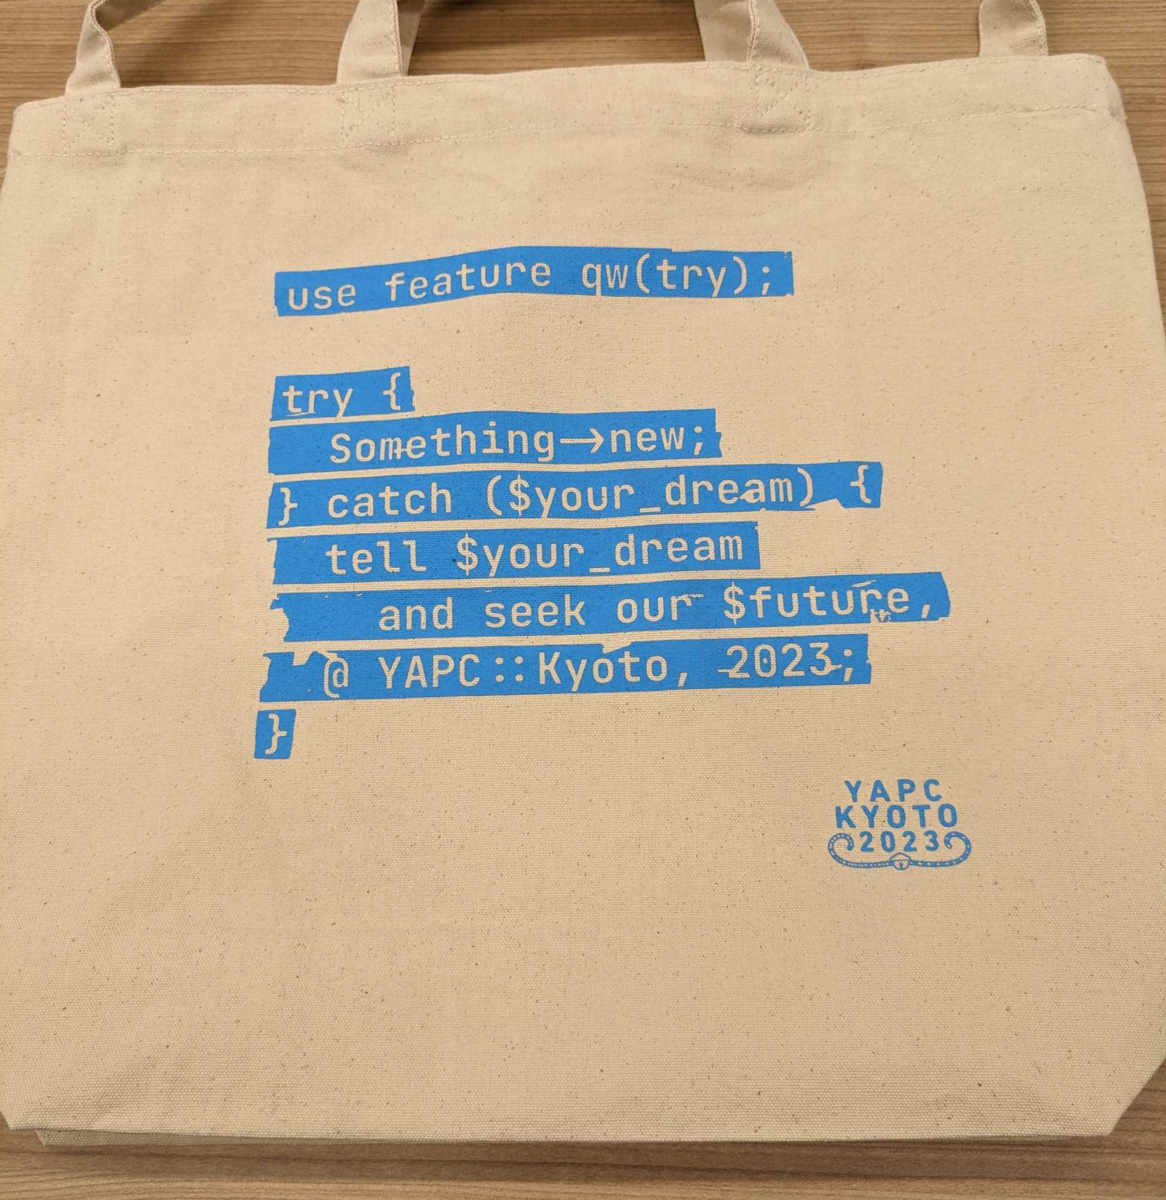 use feature qw(try);
try {
  Something->new;
} catch ($your_dream) {
  tell $your_dream
    and seek our $future,
  @ YAPC::Kyoto, 2023;
}
YAPC
KYOTO
2023